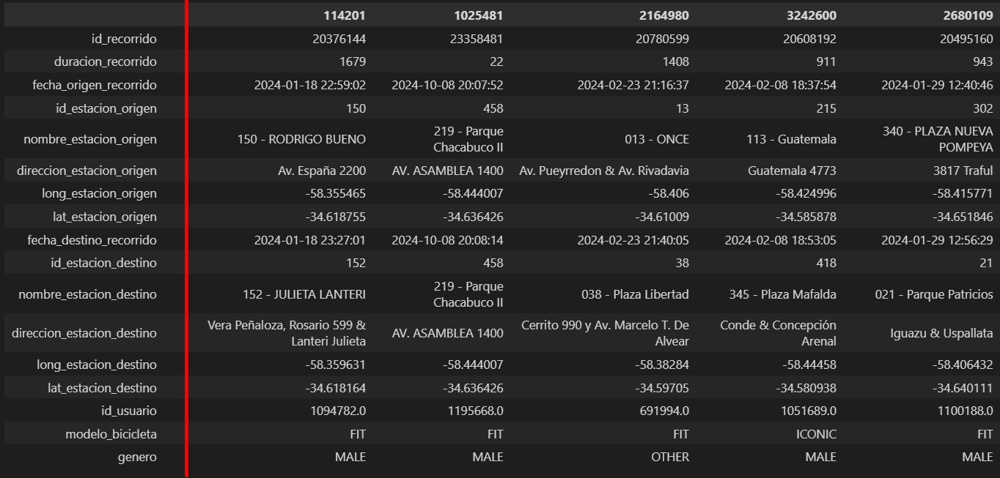 114201 1025481 2164980 3242600 2680109
id_recorrido 20376144 23358481 20780599 20608192 20495160
duracion_recorrido 1679 22 1408 911 943
fecha_origen_recorrido 2024-01-18 22:59:02 2024-10-08 20:07:52 2024-02-23 21:16:37 2024-02-08 18:37:54 2024-01-29 12:40:46
id_estacion_origen 150 458 13 215 302
nombre_estacion_origen 150 - RODRIGO BUENO 219 - Parque Chacabuco II 013 - ONCE 113 - Guatemala 340 - PLAZA NUEVA POMPEYA
direccion_estacion_origen Av. España 2200 AV. ASAMBLEA 1400 Av. Pueyrredon & Av. Rivadavia Guatemala 4773 3817 Traful
long_estacion_origen -58.355465 -58.444007 -58.406 -58.424996 -58.415771
lat_estacion_origen -34.618755 -34.636426 -34.61009 -34.585878 -34.651846
fecha_destino_recorrido 2024-01-18 23:27:01 2024-10-08 20:08:14 2024-02-23 21:40:05 2024-02-08 18:53:05 2024-01-29 12:56:29
id_estacion_destino 152 458 38 418 21
nombre_estacion_destino 152 - JULIETA LANTERI 219 - Parque Chacabuco II 038 - Plaza Libertad 345 - Plaza Mafalda 021 - Parque Patricios
direccion_estacion_destino Vera Peñaloza, Rosario 599 & Lanteri Julieta AV. ASAMBLEA 1400 Cerrito 990 y Av. Marcelo T. De Alvear Conde & Concepción Arenal Iguazu & Uspallata
long_estacion_destino -58.359631 -58.444007 -58.38284 -58.44458 -58.406432
lat_estacion_destino -34.618164 -34.636426 -34.59705 -34.580938 -34.640111
id_usuario 1094782.0 1195668.0 691994.0 1051689.0 1100188.0
modelo_bicicleta FIT FIT FIT ICONIC FIT
genero MALE MALE OTHER MALE MALE